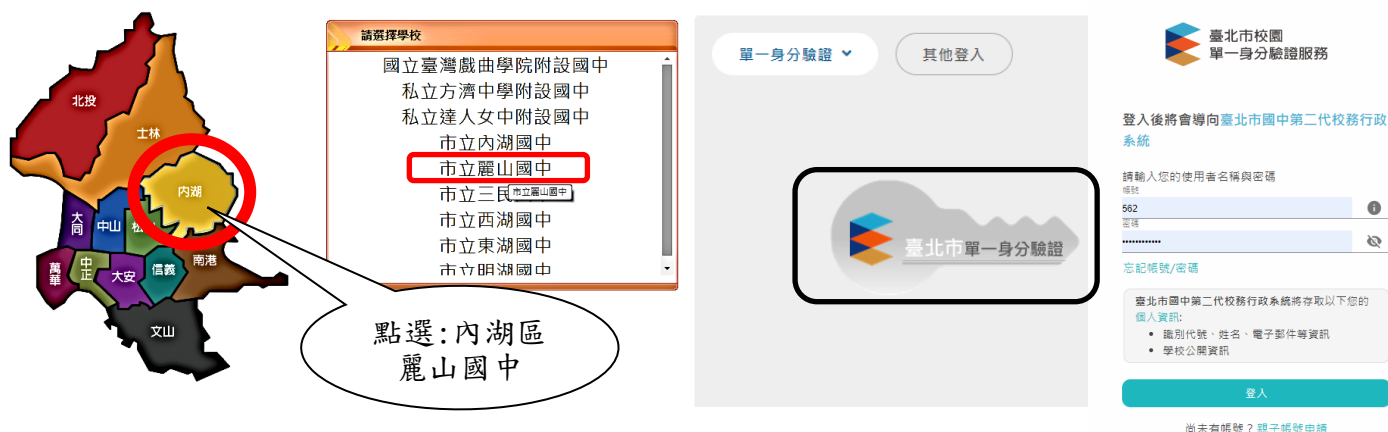 北投
士林
內湖
大同
中山
松
萬華
中正
大安
信義
南港
文山
請選擇學校
國立臺灣戲曲學院附設國中
私立方濟中學附設國中
私立達人女中附設國中
市立內湖國中
市立麗山國中
市立三民
市立麗山國中
市立西湖國中
市立東湖國中
市立明湖國中
點選:內湖區
麗山國中
單一身分驗證
其他登入
臺北市單一身分驗證
臺北市校園
單一身分驗證服務
登入後將會導向臺北市國中第二代校務行政
系統
請輸入您的使用者名稱與密碼
帳號
562
密碼
忘記帳號/密碼
臺北市國中第二代校務行政系統將存取以下您的
個人資訊:
• 識別代號、姓名、電子郵件等資訊
• 學校公開資訊
登入
尚未有帳號？親子帳號申請